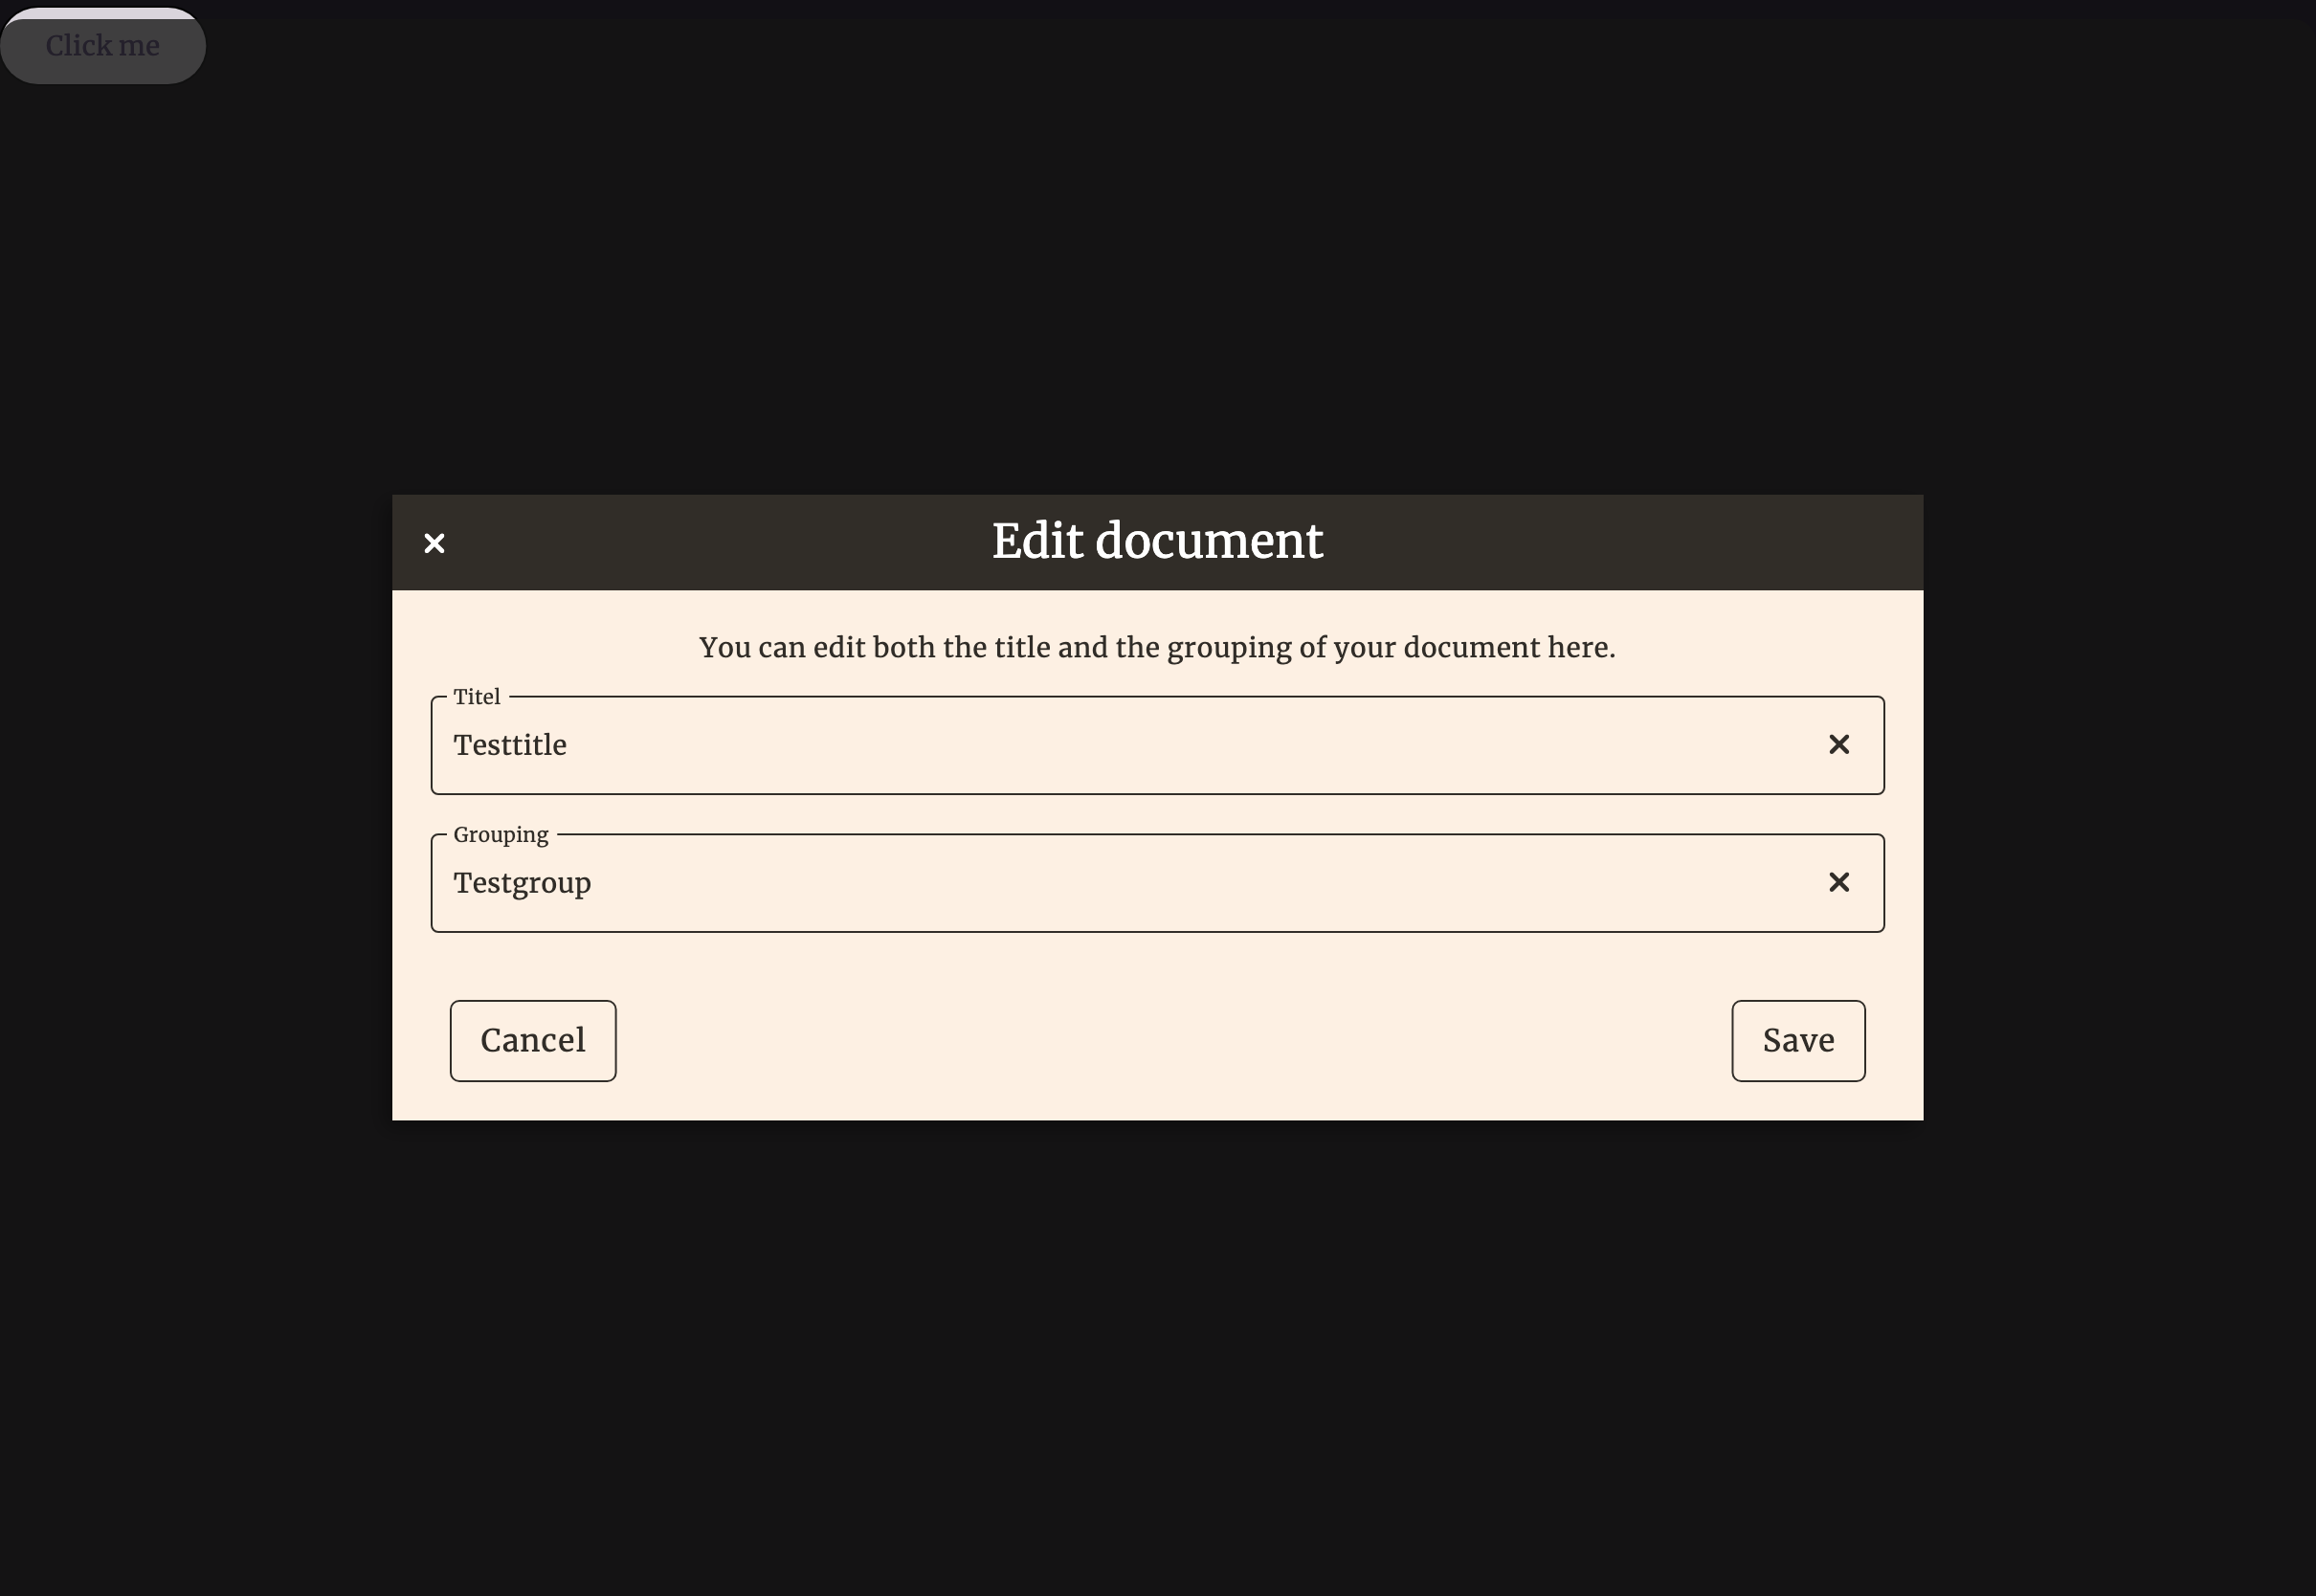 Click me
Edit document
You can edit both the title and the grouping of your document here.
Titel
Testtitle
Grouping
Testgroup
Cancel
Save